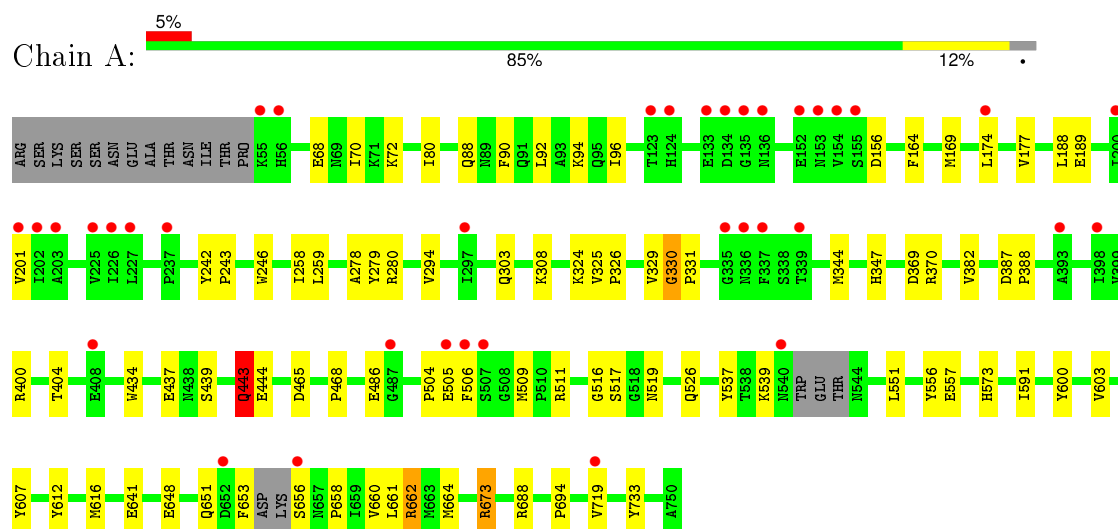 5%
Chain A:
85% 12% •
ARG SER LYS SER SER ASN GLU ALA THR ASN ILE THR PRO K55 H56 E68 N69 I70 K71 K72 I80 Q88 N89 F90 Q91 L92 A93 K94 Q95 I96 T123 H124 E133 D134 G135 N136 E152 N153 V154 S155 D156 F164 M169 L174 V177 L188 E189 I200
V201 I202 A203 V225 I226 L227 P237 Y242 P243 W246 I258 L259 A278 Y279 R280 V294 I297 Q303 K308 K324 V325 P326 V329 G330 P331 G335 N336 F337 S338 T339 M344 H347 D369 R370 V382 D387 P388 A393 I398 V399
R400 T404 E408 W434 E437 N438 S439 Q443 E444 D465 P468 E486 G487 P504 E505 F506 S507 G508 M509 P510 R511 G516 S517 G518 N519 Q526 Y537 T538 K539 N540 TRP GLU THR N544 L551 Y556 E557 H573 I591 Y600 V603
Y607 Y612 M616 E641 E648 Q651 D652 F653 ASP LYS S656 N657 P658 I659 V660 L661 R662 M663 M664 R673 R688 P694 V719 Y733 A750